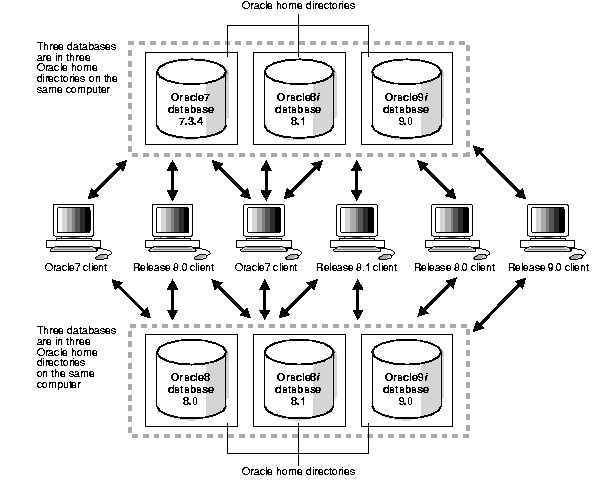 Oracle home directories
Three databases
are in three
Oracle home
directories on the
same computer
Oracle7
database
7.3.4
Oracle8i
database
8.1
Oracle9i
database
9.0
Oracle7 client
Release 8.0 client
Oracle7 client
Release 8.1 client
Release 8.0 client
Release 9.0 client
Three databases
are in three
Oracle home
directories
on the same
computer
Oracle8
database
8.0
Oracle8i
database
8.1
Oracle9i
database
9.0
Oracle home directories